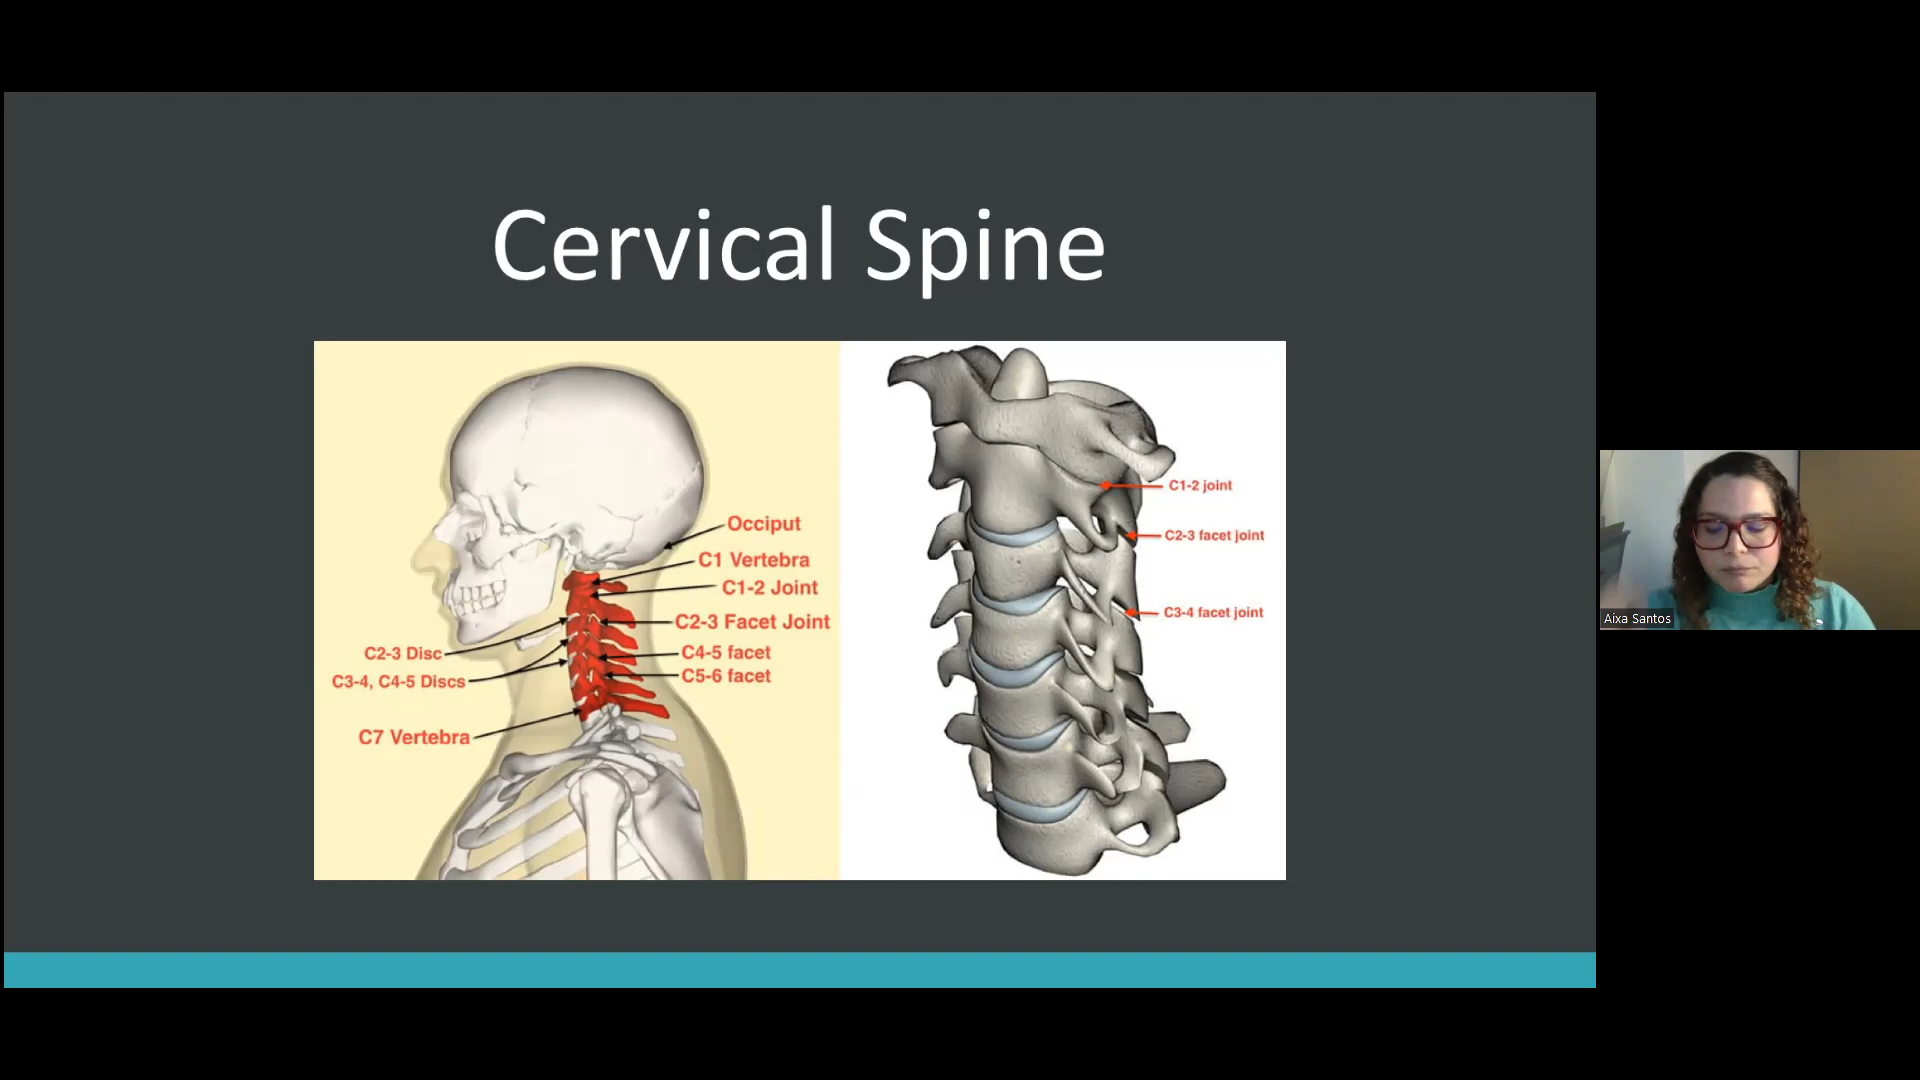 Cervical Spine
Occiput
C1 Vertebra
C1-2 Joint
C2-3 Facet Joint
C2-3 Disc
C4-5 facet
C3-4, C4-5 Discs
C5-6 facet
C7 Vertebra
C1-2 joint
C2-3 facet joint
C3-4 facet joint
Aixa Santos